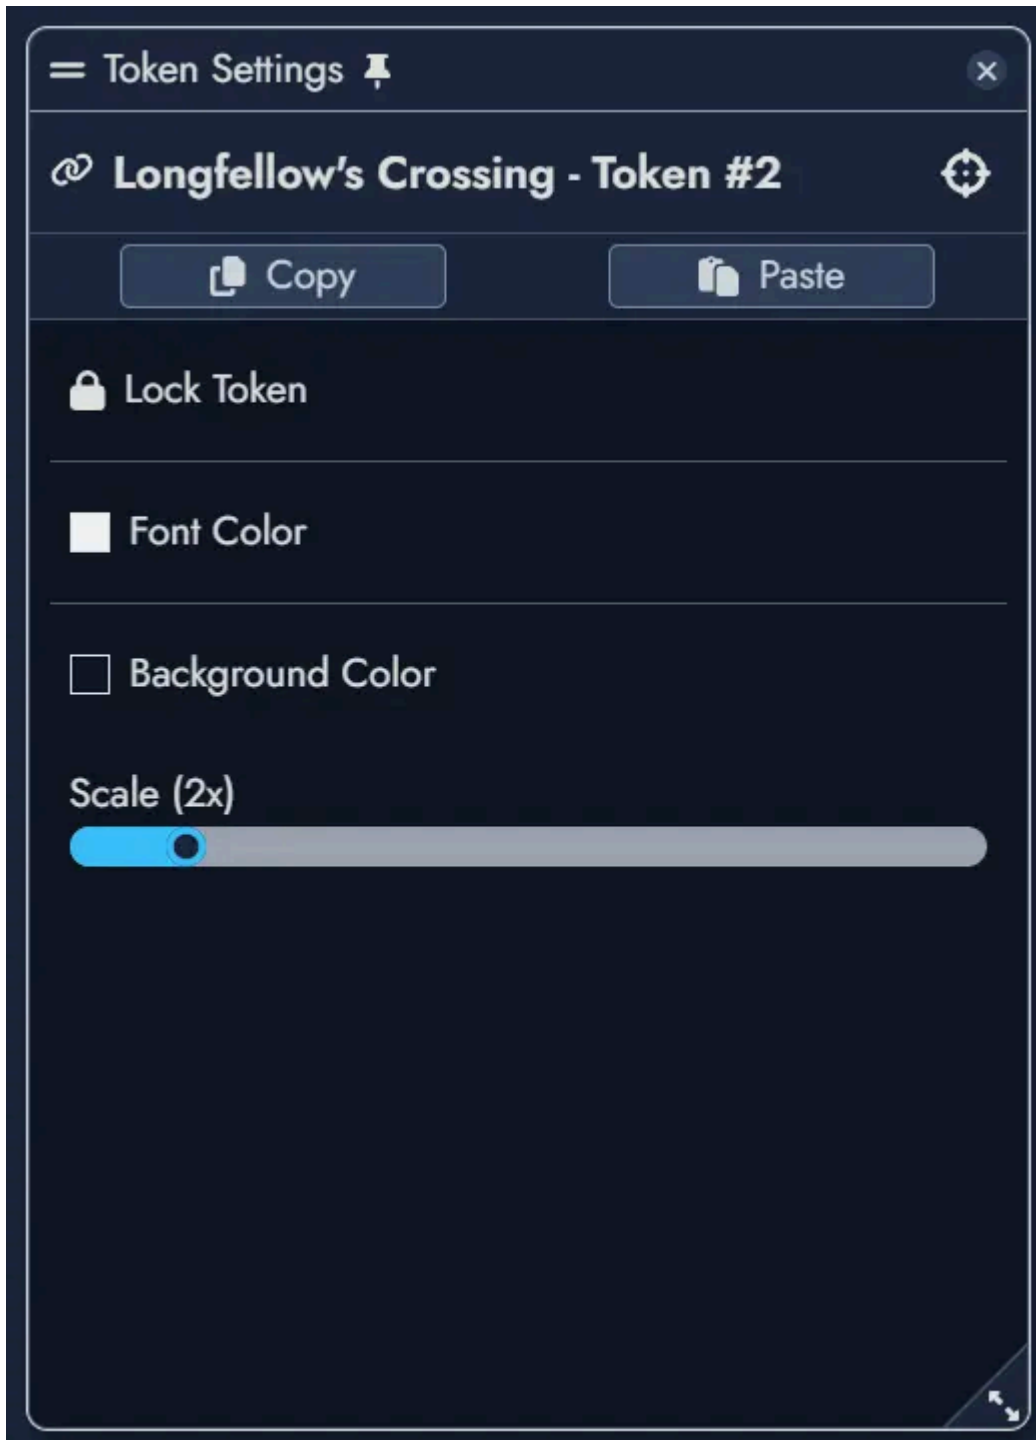 Token Settings
Longfellow's Crossing - Token #2
Copy
Paste
Lock Token
Font Color
Background Color
Scale (2x)